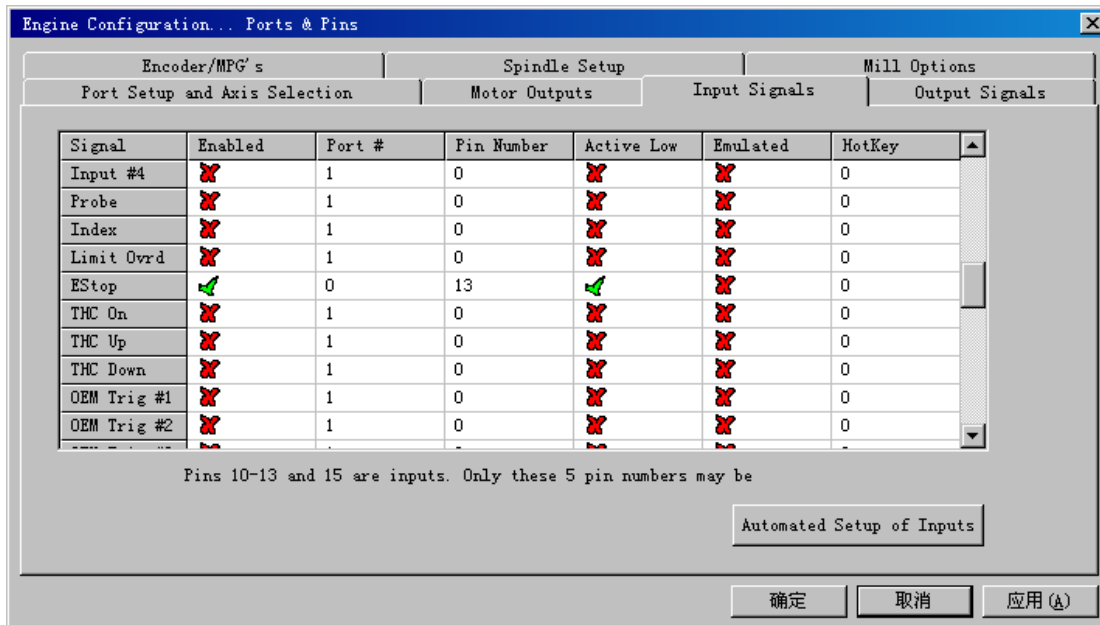 Engine Configuration... Ports & Pins
Encoder/MPG's Spindle Setup Mill Options
Port Setup and Axis Selection Motor Outputs Input Signals Output Signals
Signal Enabled Port # Pin Number Active Low Emulated HotKey
Input #4 1 0 0
Probe 1 0 0
Index 1 0 0
Limit Ovrd 1 0 0
EStop 0 13 0
THC On 1 0 0
THC Up 1 0 0
THC Down 1 0 0
OEM Trig #1 1 0 0
OEM Trig #2 1 0 0
Pins 10-13 and 15 are inputs. Only these 5 pin numbers may be
Automated Setup of Inputs
确定 取消 应用(A)